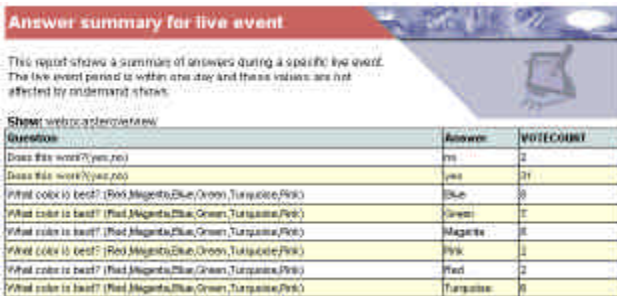 Answer summary for live event
This report shows a summary of answers during a specific live event.
The live event period is within one day and these values are not
affected by ondemand shows.
Show: webcasteroverview
Question Answer VOTECOUNT
Does this work?(yes,no) no 2
Does this work?(yes,no) yes
What color is best? (Red,Magenta,Blue,Green,Turquoise,Pink) Blue
What color is best? (Red,Magenta,Blue,Green,Turquoise,Pink) Green
What color is best? (Red,Magenta,Blue,Green,Turquoise,Pink) Magenta
What color is best? (Red,Magenta,Blue,Green,Turquoise,Pink) Pink
What color is best? (Red,Magenta,Blue,Green,Turquoise,Pink) Red 2
What color is best? (Red,Magenta,Blue,Green,Turquoise,Pink) Turquoise